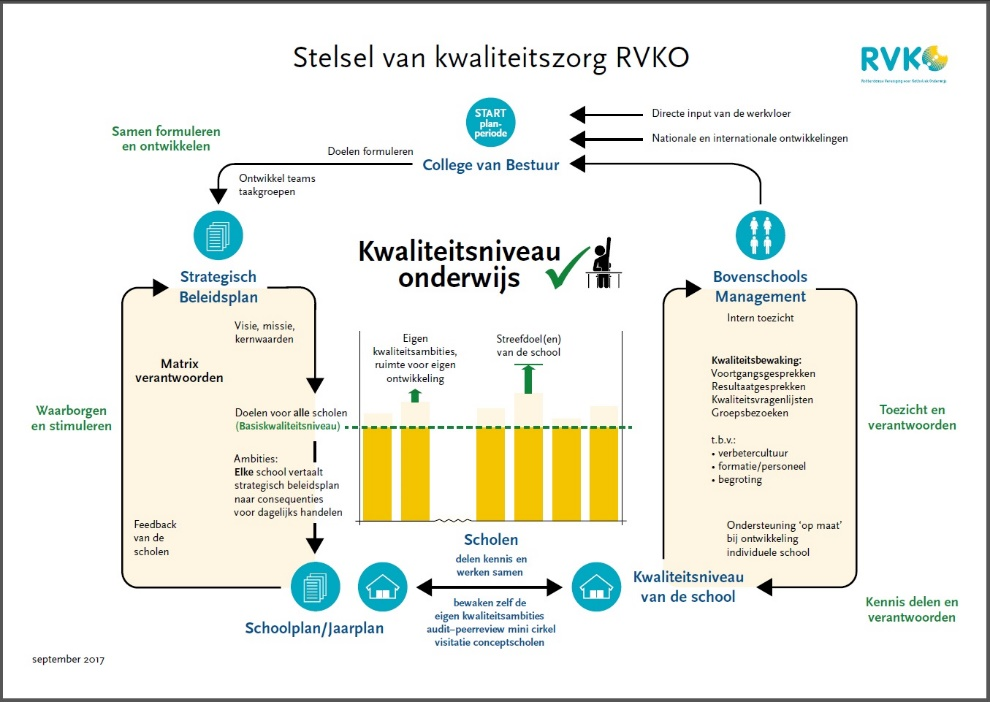 Stelsel van kwaliteitszorg RVKO
RVKO
START
plan-
periode
Directe input van de werkvloer
Nationale en internationale ontwikkelingen
Samen formuleren
en ontwikkelen
Doelen formuleren
College van Bestuur
Ontwikkel teams
taakgroepen
Kwaliteitsniveau
onderwijs
Strategisch
Beleidsplan
Bovenschools
Management
Intern toezicht
Visie, missie,
kernwaarden
Matrix
verantwoorden
Eigen
kwaliteitsambities,
ruimte voor eigen
ontwikkeling
Streefdoel(en)
van de school
Kwaliteitsbewaking:
Voortgangsgesprekken
Resultaatgesprekken
Kwaliteitsvragenlijsten
Groepsbezoeken
t.b.v.:
• verbetercultuur
• formatie/personeel
• begroting
Waarborgen
en stimuleren
Doelen voor alle scholen
(Basiskwaliteitsniveau)
Toezicht en
verantwoorden
Ambities:
Elke school vertaalt
strategisch beleidsplan
naar consequenties
voor dagelijks handelen
Feedback
van de
scholen
Ondersteuning ‘op maat’
bij ontwikkeling
individuele school
Scholen
delen kennis en
werken samen
bewaken zelf de
eigen kwaliteitsambities
audit–peerreview mini cirkel
visitatie conceptscholen
Schoolplan/Jaarplan
Kwaliteitsniveau
van de school
Kennis delen en
verantwoorden
september 2017